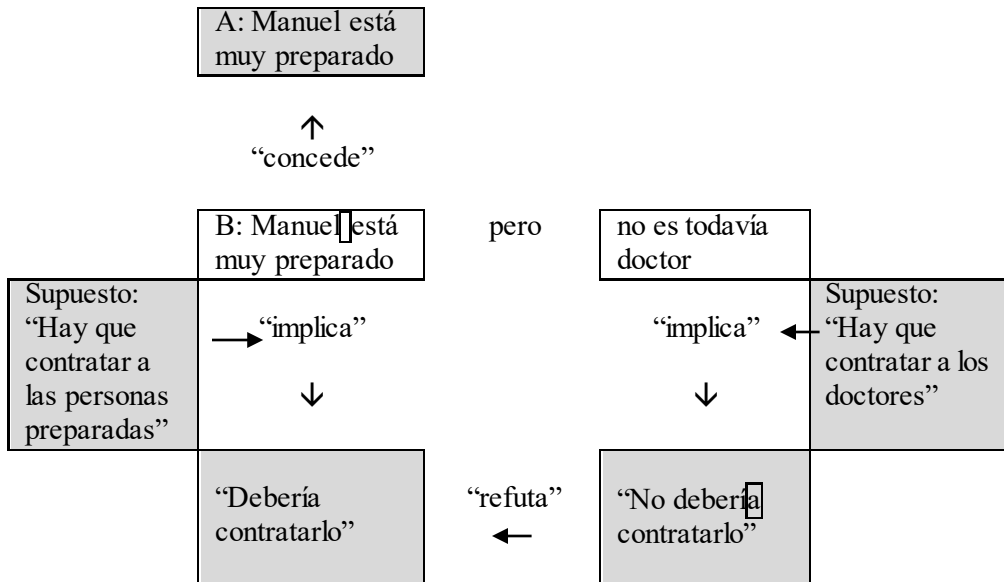 A: Manuel está
muy preparado
↑
“concede”
B: Manuel está
muy preparado
pero
no es todavía
doctor
Supuesto:
“Hay que
contratar a
las personas
preparadas”
“implica”
“implica”
Supuesto:
“Hay que
contratar a los
doctores”
“Debería
contratarlo”
“refuta”
“No debería
contratarlo”